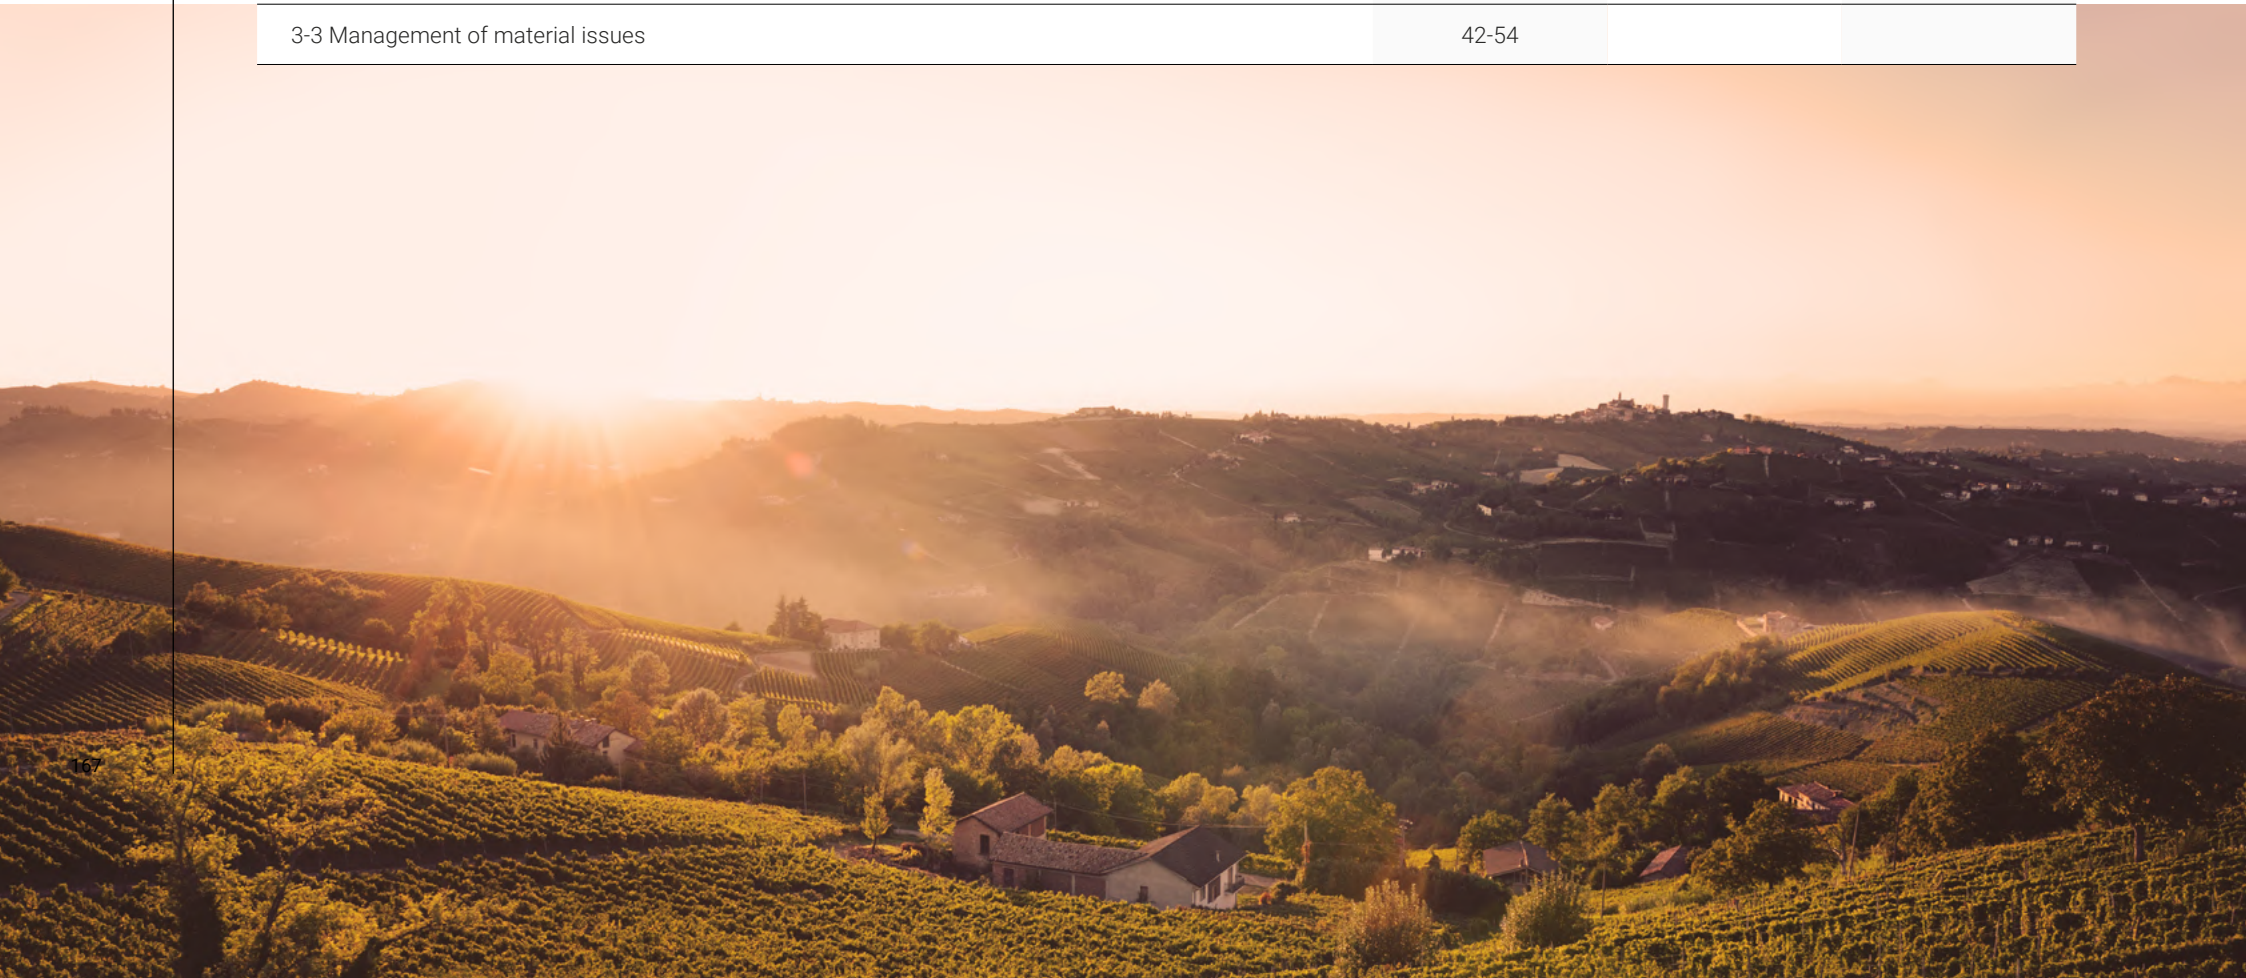 3-3 Management of material issues 42-54
167